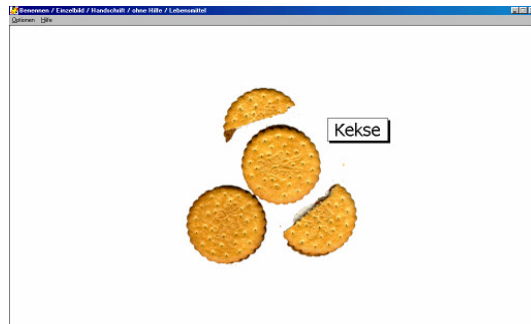 Benennen / Einzelbild / Handschrift / ohne Hilfe / Lebensmittel
Optionen Hilfe
Kekse